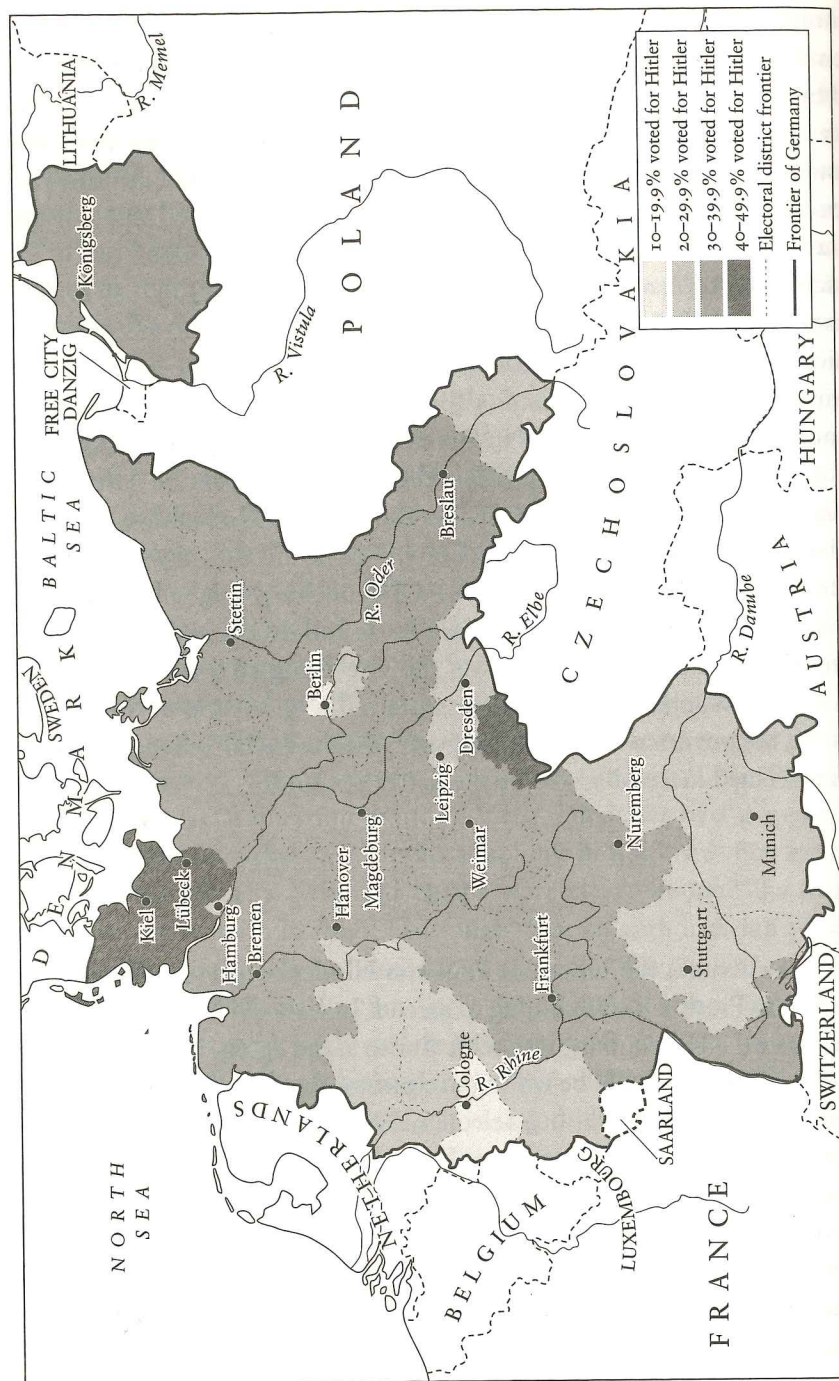 NORTH
SEA
DENMARK
SWEDEN
BALTIC
SEA
FREE CITY
DANZIG
LITHUANIA
R. Memel
Königsberg
Kiel
Lübeck
Hamburg
Bremen
Stettin
NETHERLANDS
Hanover
Magdeburg
Berlin
R. Vistula
POLAND
R. Oder
Cologne
R. Rhine
Weimar
Leipzig
Dresden
Breslau
BELGIUM
LUXEMBOURG
SAARLAND
Frankfurt
R. Elbe
CZECHOSLOVAKIA
Nuremberg
FRANCE
Stuttgart
Munich
R. Danube
SWITZERLAND
AUSTRIA
HUNGARY
10–19.9% voted for Hitler
20–29.9% voted for Hitler
30–39.9% voted for Hitler
40–49.9% voted for Hitler
Electoral district frontier
Frontier of Germany